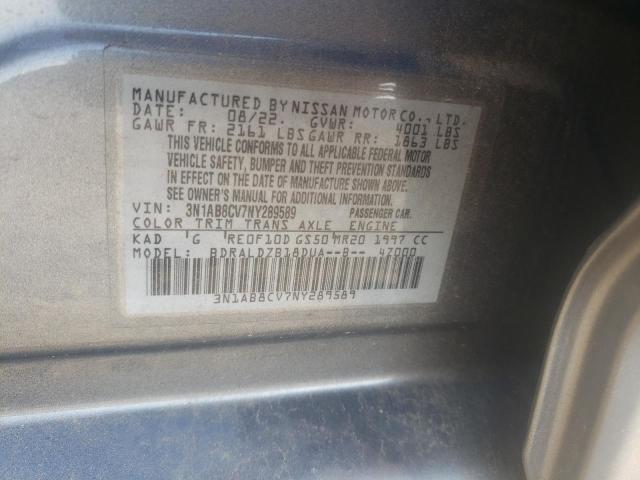 MANUFACTURED BY NISSAN MOTOR CO., LTD.
DATE: 08/22 GVWR: 4001 LBS
GAWR FR: 2161 LBS GAWR RR: 1863 LBS
THIS VEHICLE CONFORMS TO ALL APPLICABLE FEDERAL MOTOR
VEHICLE SAFETY, BUMPER AND THEFT PREVENTION STANDARDS
IN EFFECT ON THE DATE OF MANUFACTURE SHOWN ABOVE.
SEE OWNER'S MANUAL FOR ADDITIONAL INFORMATION.
VIN: 3N1AB8CV7NY289589 PASSENGER CAR.
COLOR TRIM TRANS AXLE ENGINE
KAD G RE0F10D GS50 MR20 1997 CC
MODEL: BDRALDZB18DUA--B-- 4Z000
3N1AB8CV7NY289589